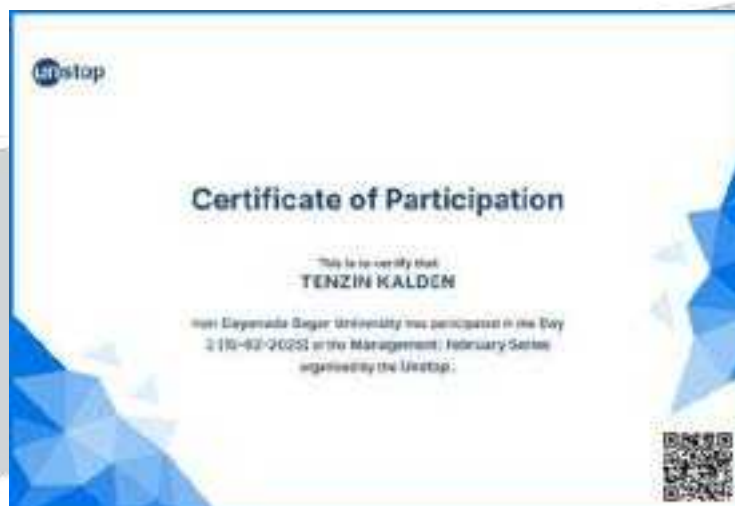 unstop
Certificate of Participation
This is to certify that
TENZIN KALDEN
from Dayanada Sagar University has participated in the Day
in the Management: February Series
organised by the Unstop.